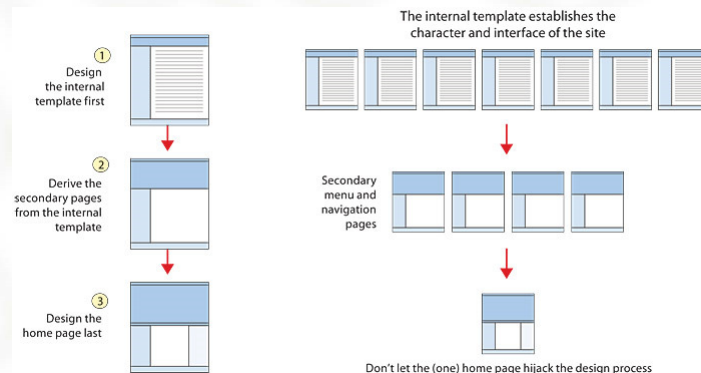 1
Design
the internal
template first
2
Derive the
secondary pages
from the internal
template
3
Design the
home page last
The internal template establishes the
character and interface of the site
Secondary
menu and
navigation
pages
Don't let the (one) home page hijack the design process